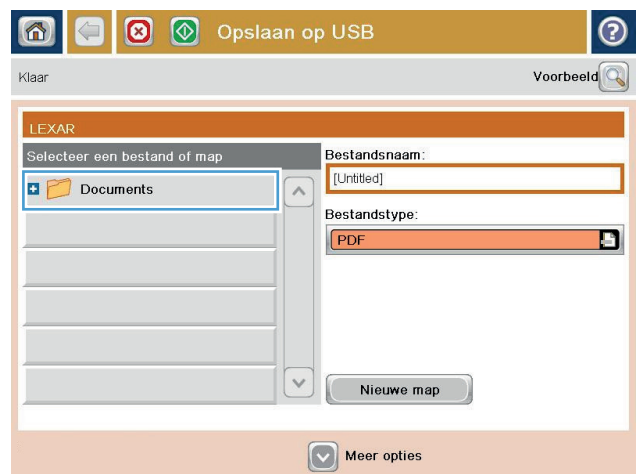 Opslaan op USB
Klaar
Voorbeeld
LEXAR
Selecteer een bestand of map
Documents
Bestandsnaam:
[Untitled]
Bestandstype:
PDF
Nieuwe map
Meer opties